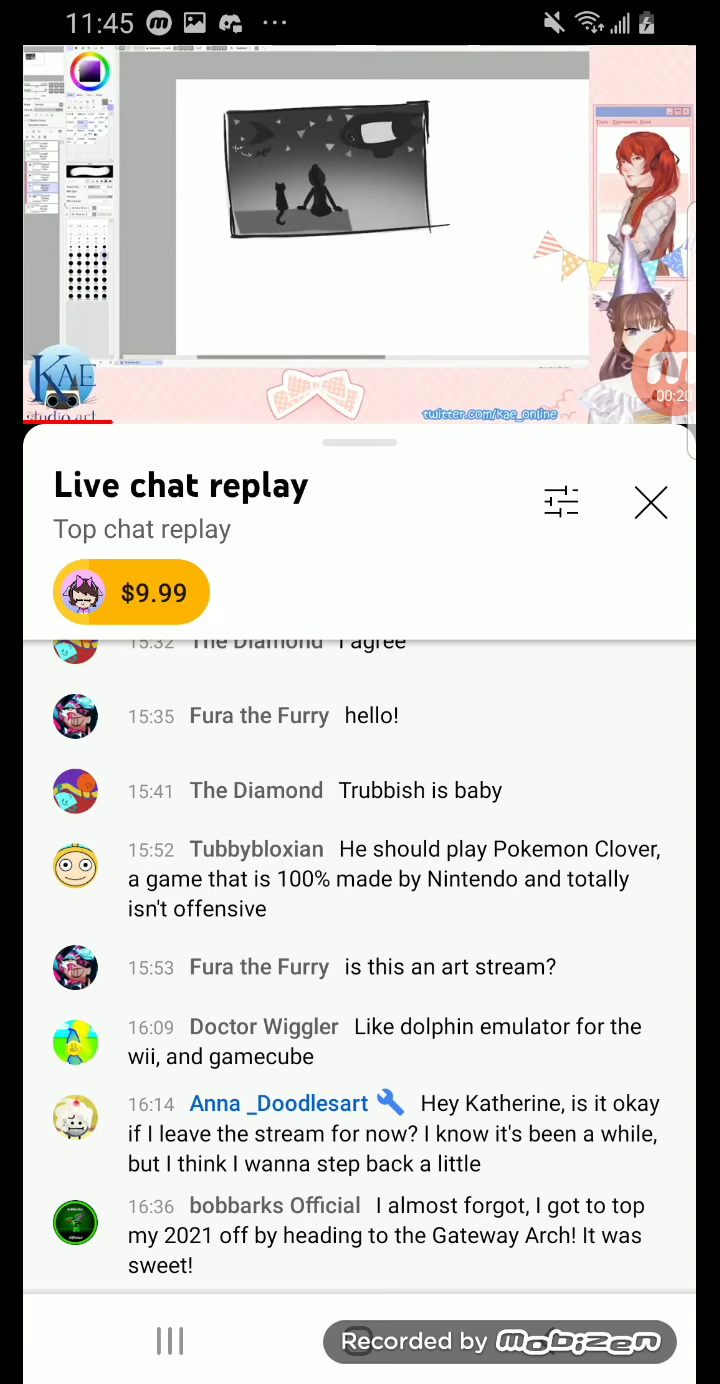 11:45
KAE
studio art
twitter.com/kae_online
00:20
Live chat replay
Top chat replay
$9.99
15:32 The Diamond I agree
15:35 Fura the Furry hello!
15:41 The Diamond Trubbish is baby
15:52 Tubbybloxian He should play Pokemon Clover,
a game that is 100% made by Nintendo and totally
isn't offensive
15:53 Fura the Furry is this an art stream?
16:09 Doctor Wiggler Like dolphin emulator for the
wii, and gamecube
16:14 Anna _Doodlesart Hey Katherine, is it okay
if I leave the stream for now? I know it's been a while,
but I think I wanna step back a little
16:36 bobbarks Official I almost forgot, I got to top
my 2021 off by heading to the Gateway Arch! It was
sweet!
Recorded by mobizen